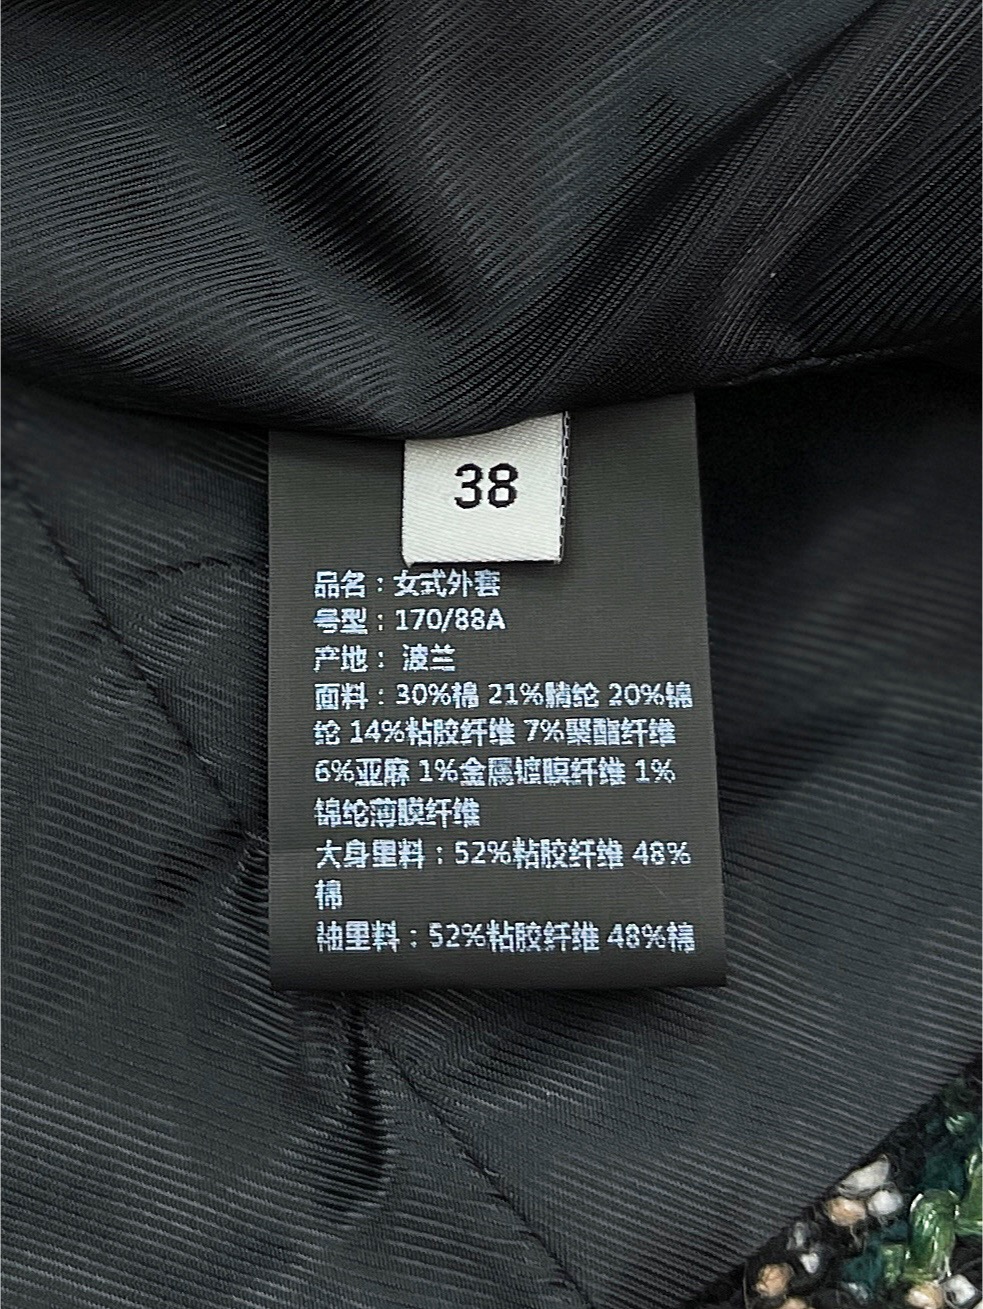 38
品名：女式外套
号型：170/88A
产地： 波兰
面料：30%棉 21%腈纶 20%锦
纶 14%粘胶纤维 7%聚酯纤维
6%亚麻 1%金属镀膜纤维 1%
锦纶薄膜纤维
大身里料：52%粘胶纤维 48%
棉
袖里料：52%粘胶纤维 48%棉